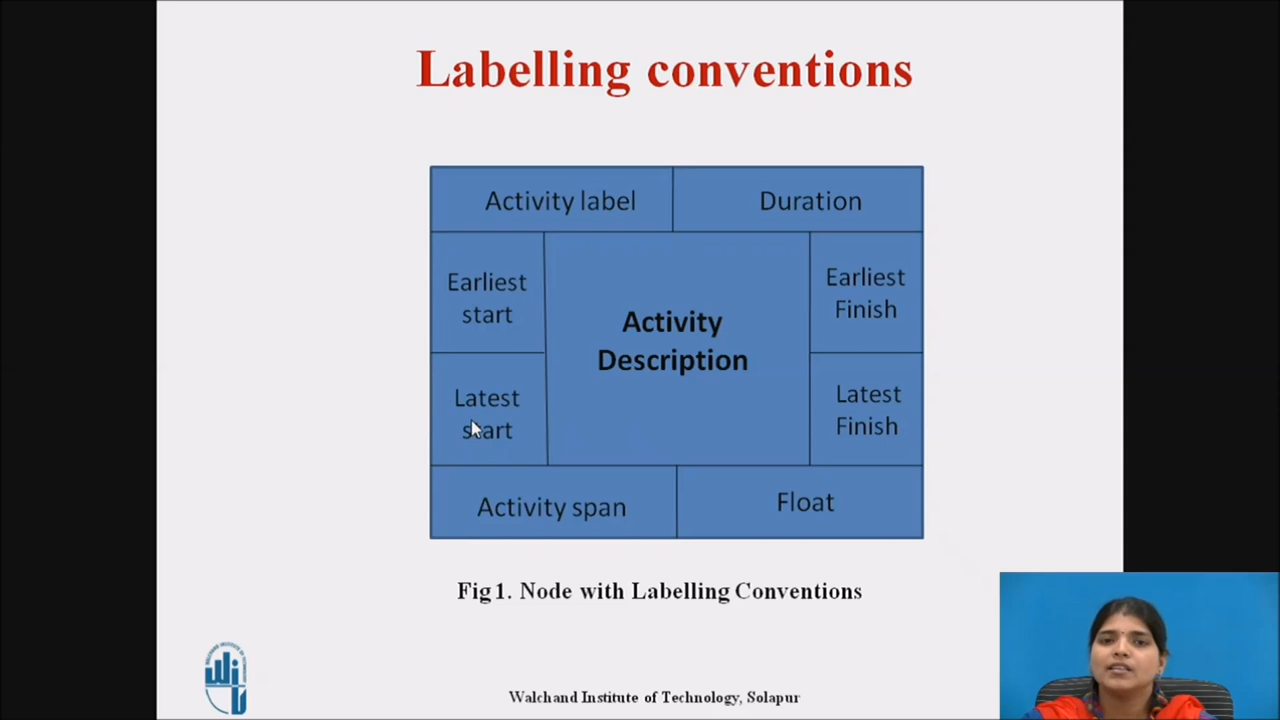 Labelling conventions
Activity label
Duration
Earliest
start
Activity
Description
Earliest
Finish
Latest
start
Latest
Finish
Activity span
Float
Fig 1. Node with Labelling Conventions
Walchand Institute of Technology, Solapur